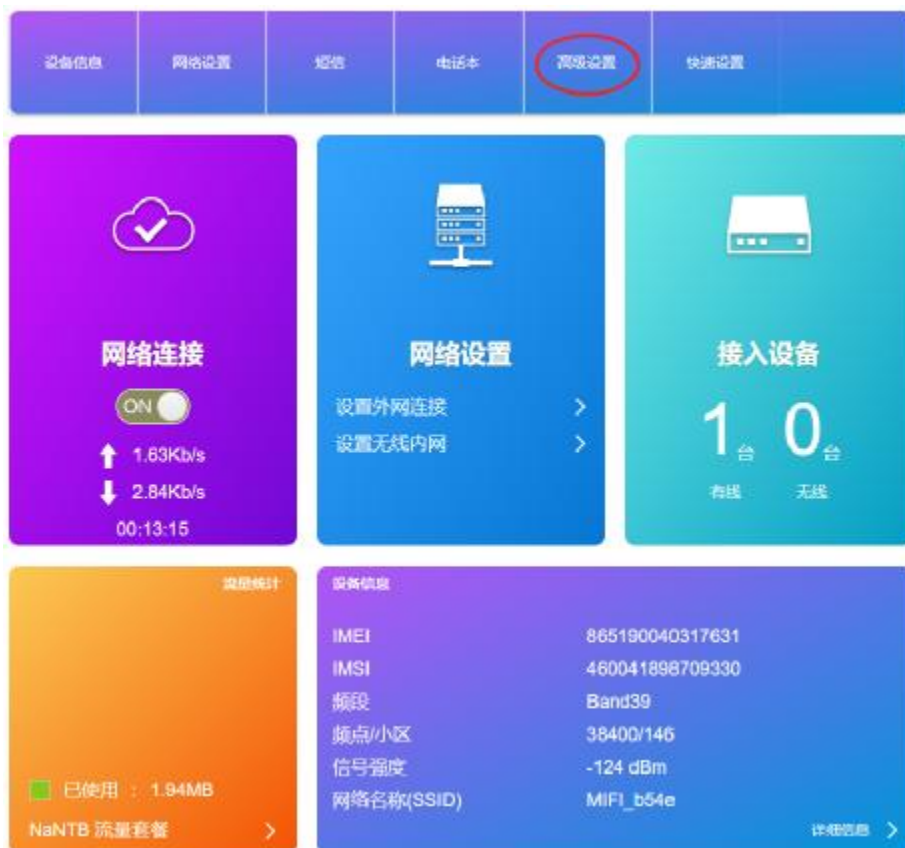 设备信息 网络设置 短信 电话本 高级设置 快速设置
网络连接
ON
1.63Kb/s
2.84Kb/s
00:13:15
网络设置
设置外网连接
设置无线内网
接入设备
1台 0台
有线 无线
流量统计
已使用 : 1.94MB
NaNTB 流量套餐
设备信息
IMEI 865190040317631
IMSI 460041898709330
频段 Band39
频点/小区 38400/146
信号强度 -124 dBm
网络名称(SSID) MIFI_b54e
详细信息